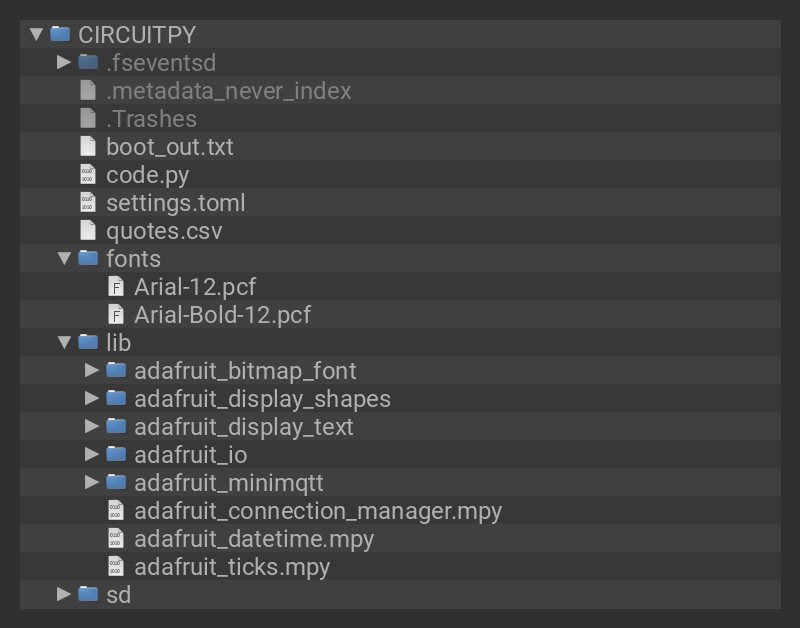 CIRCUITPY
.fseventsd
.metadata_never_index
.Trashes
boot_out.txt
code.py
settings.toml
quotes.csv
fonts
Arial-12.pcf
Arial-Bold-12.pcf
lib
adafruit_bitmap_font
adafruit_display_shapes
adafruit_display_text
adafruit_io
adafruit_minimqtt
adafruit_connection_manager.mpy
adafruit_datetime.mpy
adafruit_ticks.mpy
sd